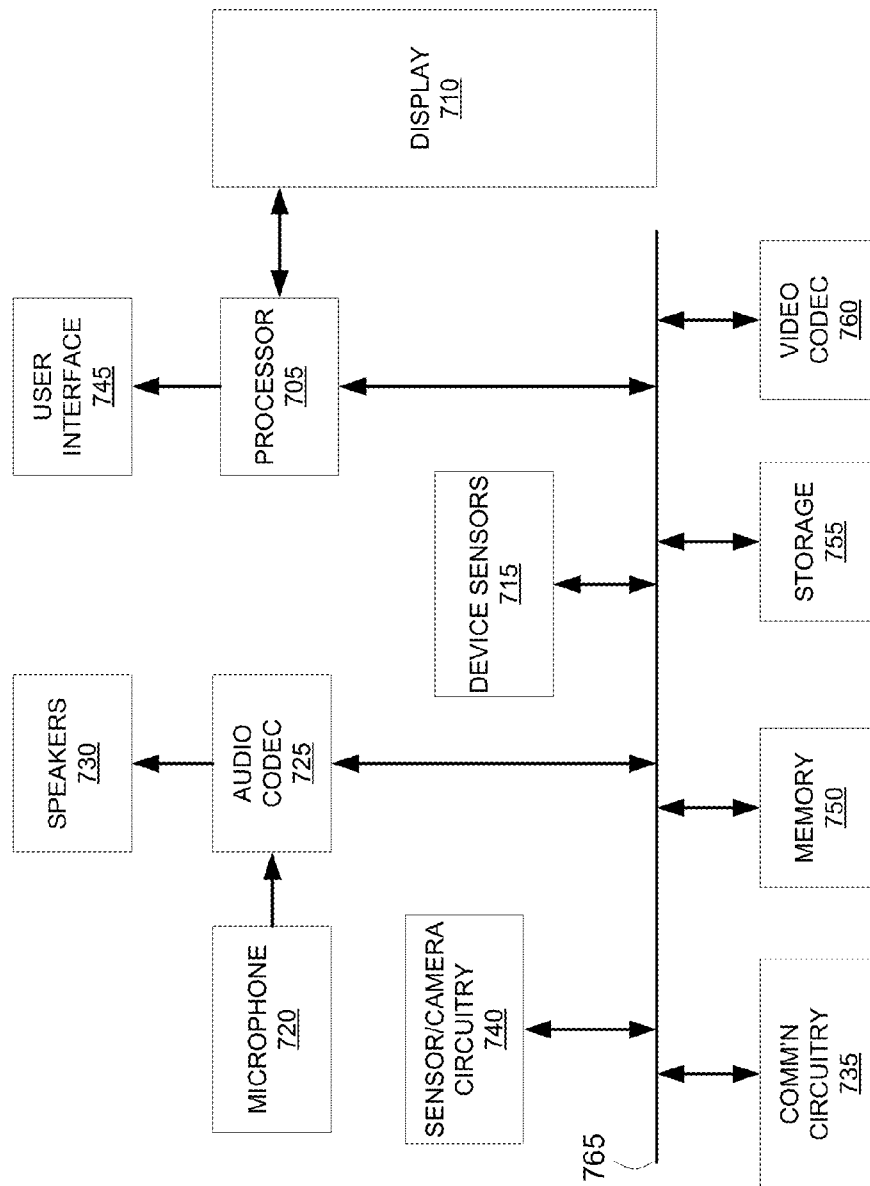 SPEAKERS
730
USER
INTERFACE
745
MICROPHONE
720
AUDIO
CODEC
725
PROCESSOR
705
DISPLAY
710
SENSOR/CAMERA
CIRCUITRY
740
DEVICE SENSORS
715
765
COMM'N
CIRCUITRY
735
MEMORY
750
STORAGE
755
VIDEO
CODEC
760